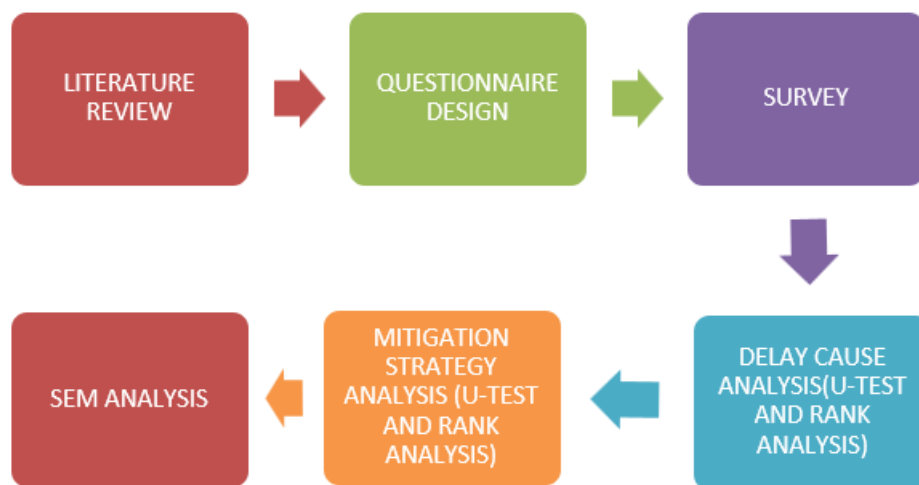 LITERATURE
REVIEW
QUESTIONNAIRE
DESIGN
SURVEY
DELAY CAUSE
ANALYSIS(U-TEST
AND RANK
ANALYSIS)
MITIGATION
STRATEGY
ANALYSIS (U-TEST
AND RANK
ANALYSIS)
SEM ANALYSIS